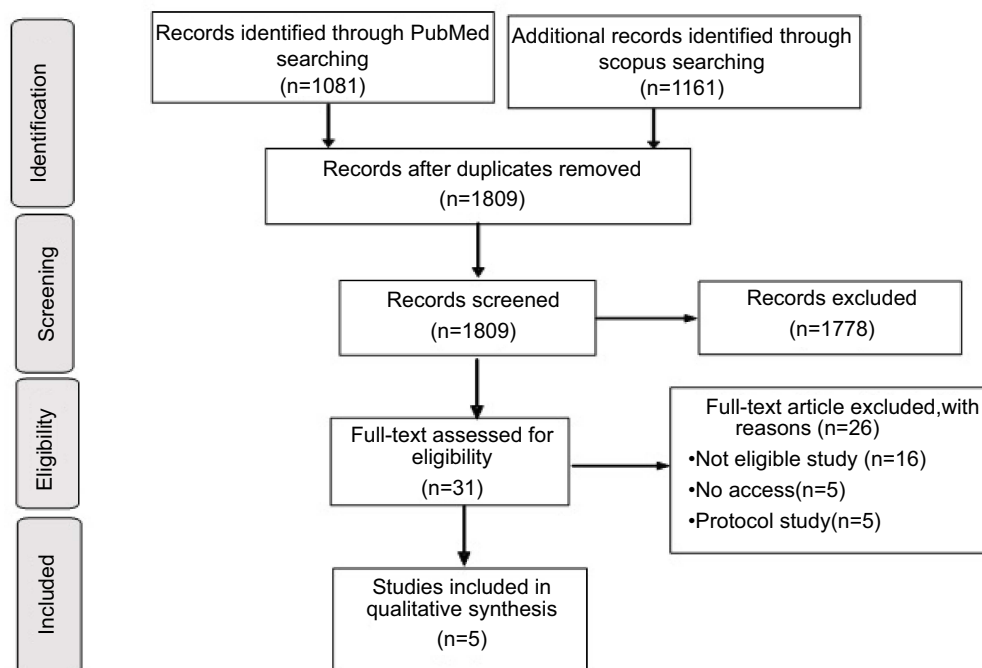 Identification
Records identified through PubMed
searching
(n=1081)
Additional records identified through
scopus searching
(n=1161)
Records after duplicates removed
(n=1809)
Screening
Records screened
(n=1809)
Records excluded
(n=1778)
Eligibility
Full-text assessed for
eligibility
(n=31)
Full-text article excluded,with
reasons (n=26)
•Not eligible study (n=16)
•No access(n=5)
•Protocol study(n=5)
Included
Studies included in
qualitative synthesis
(n=5)